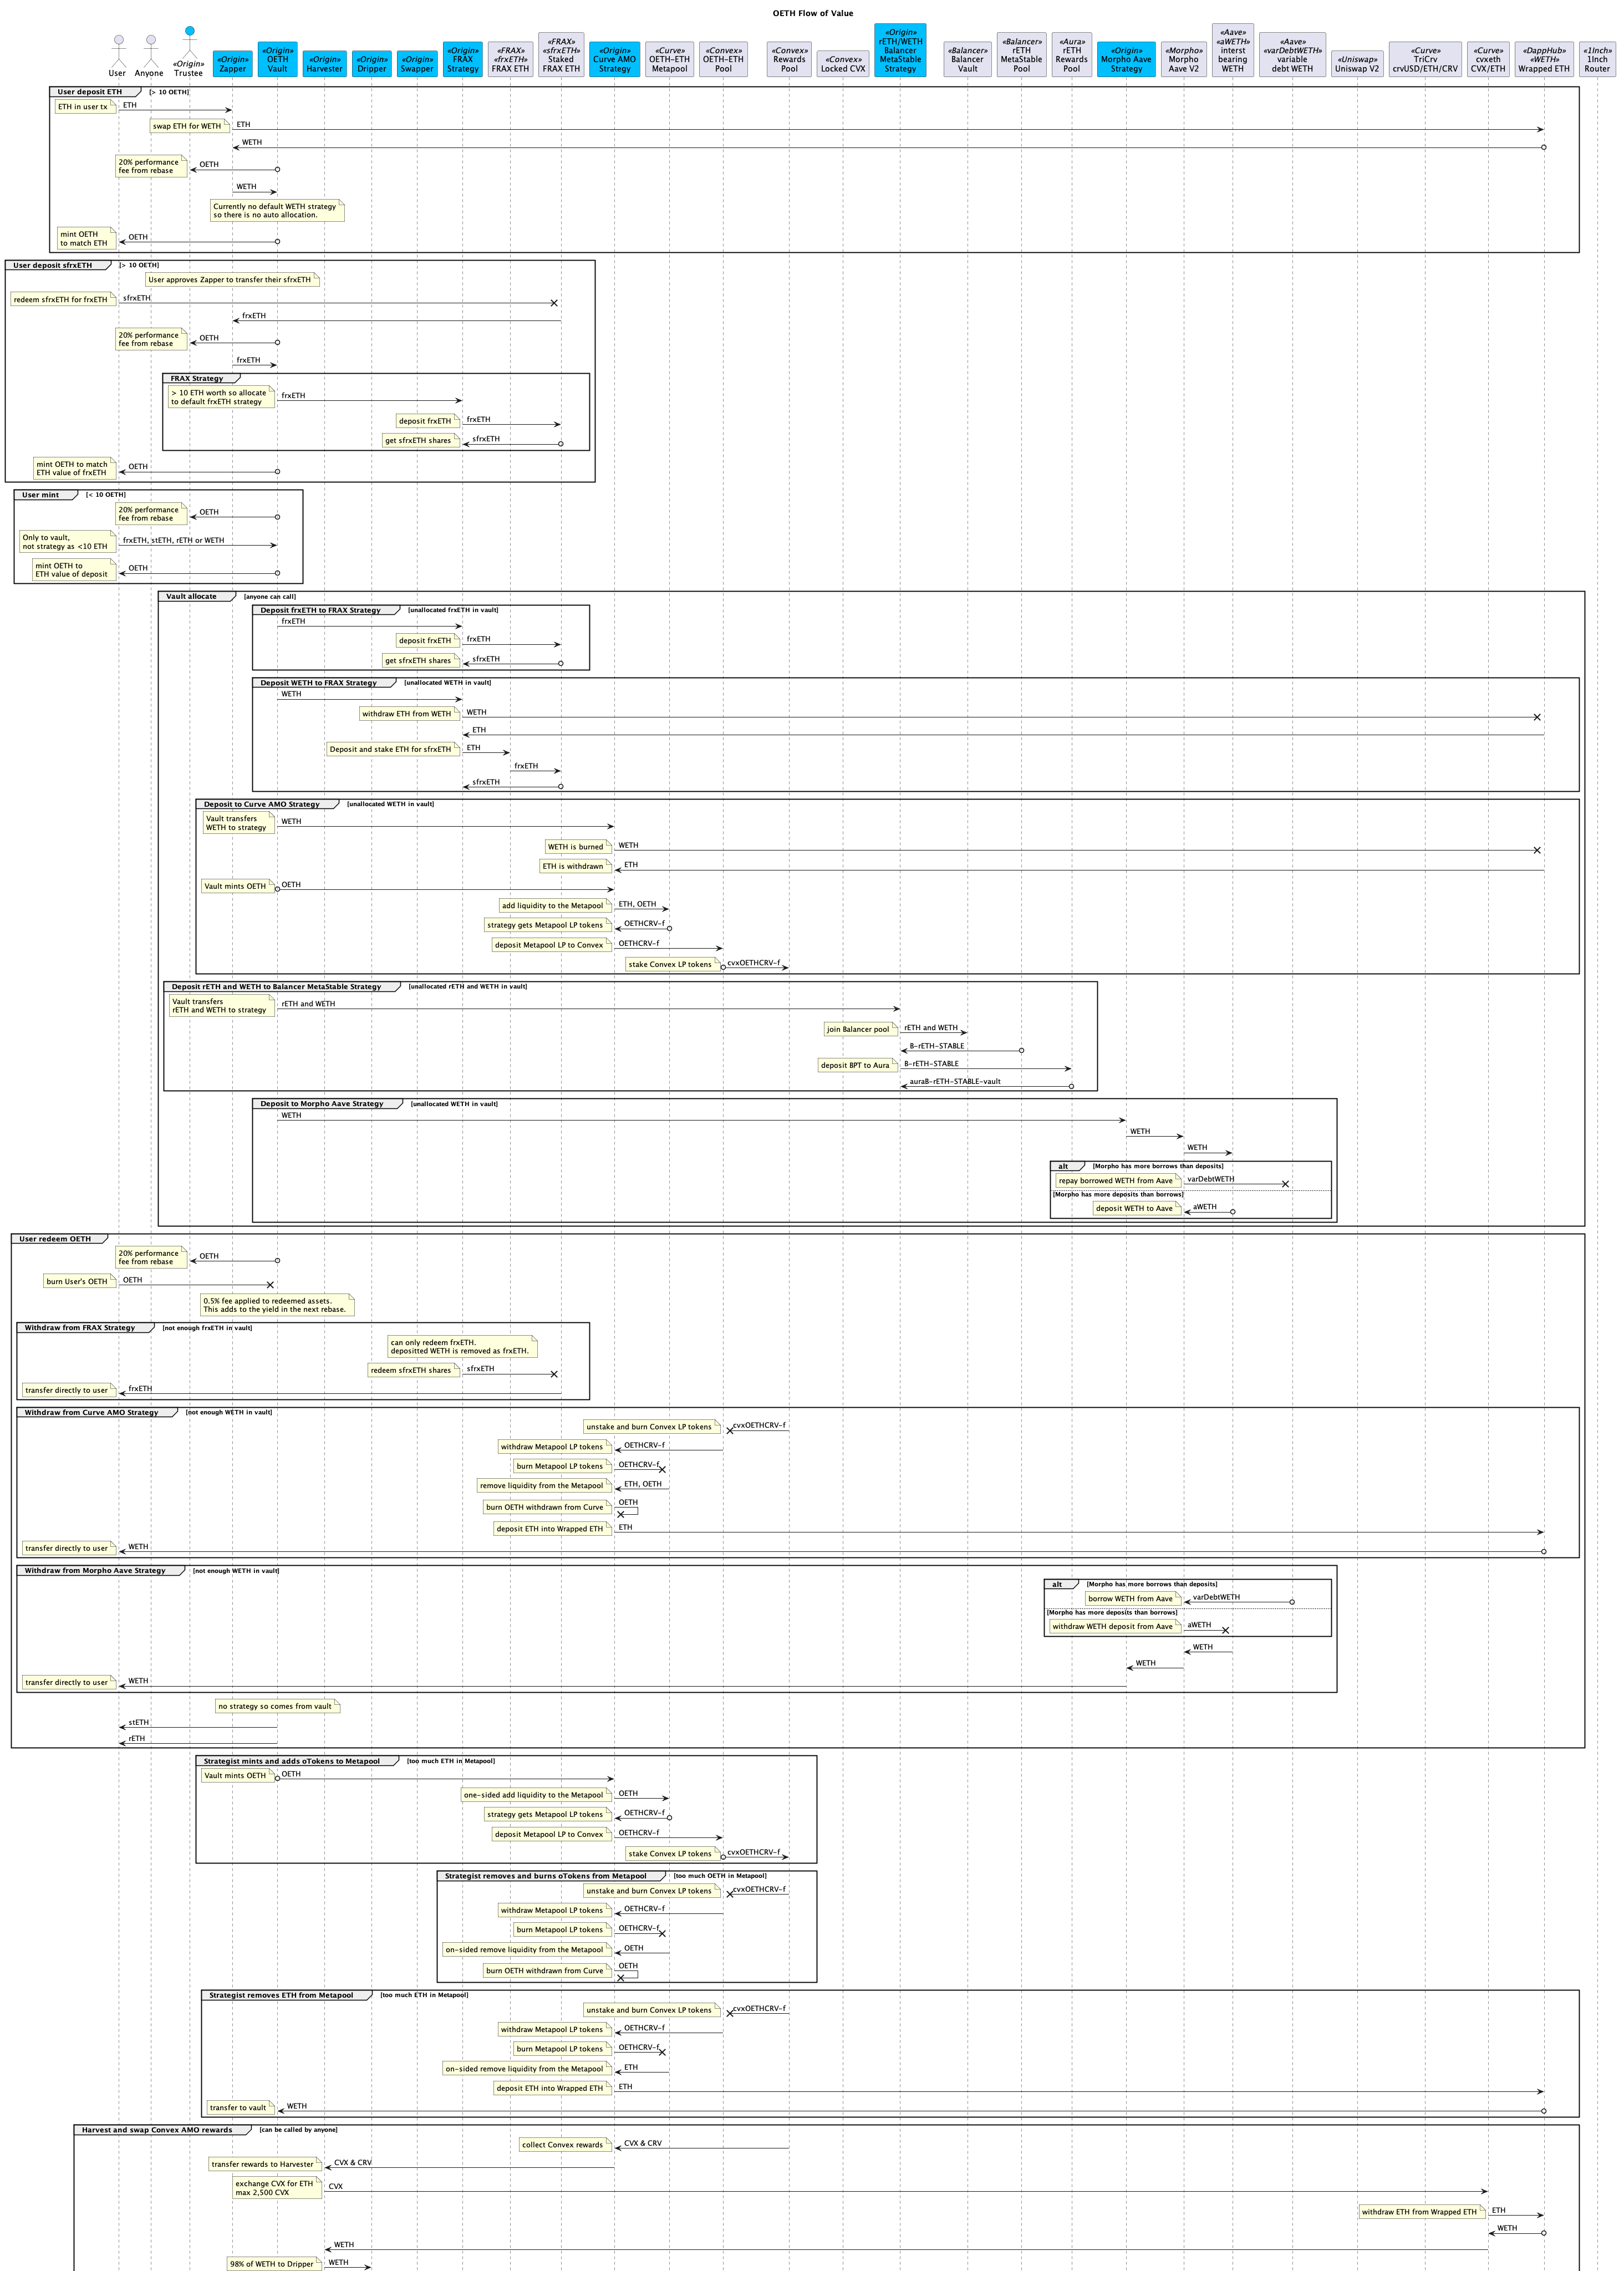 OETH Flow of Value
User
Anyone
«Origin»
Trustee
«Origin»
Zapper
«Origin»
OETH
Vault
«Origin»
Harvester
«Origin»
Dripper
«Origin»
Swapper
«Origin»
FRAX
Strategy
«FRAX»
«frxETH»
FRAX ETH
«FRAX»
«sfrxETH»
Staked
FRAX ETH
«Origin»
Curve AMO
Strategy
«Curve»
OETH-ETH
Metapool
«Convex»
OETH-ETH
Pool
«Convex»
Rewards
Pool
«Convex»
Locked CVX
«Origin»
rETH/WETH
Balancer
MetaStable
Strategy
«Balancer»
Balancer
Vault
«Balancer»
rETH
MetaStable
Pool
«Aura»
rETH
Rewards
Pool
«Origin»
Morpho Aave
Strategy
«Morpho»
Morpho
Aave V2
«Aave»
«aWETH»
interst
bearing
WETH
«Aave»
«varDebtWETH»
variable
debt WETH
«Uniswap»
Uniswap V2
«Curve»
TriCrv
crvUSD/ETH/CRV
«Curve»
cvxeth
CVX/ETH
«DappHub»
«WETH»
Wrapped ETH
«1Inch»
1Inch
Router
User deposit ETH [> 10 OETH]
ETH in user tx
ETH
swap ETH for WETH
ETH
WETH
20% performance
fee from rebase
OETH
WETH
Currently no default WETH strategy
so there is no auto allocation.
mint OETH
to match ETH
OETH
User deposit sfrxETH [> 10 OETH]
User approves Zapper to transfer their sfrxETH
redeem sfrxETH for frxETH
sfrxETH
frxETH
20% performance
fee from rebase
OETH
frxETH
FRAX Strategy
> 10 ETH worth so allocate
to default frxETH strategy
frxETH
deposit frxETH
frxETH
get sfrxETH shares
sfrxETH
mint OETH to match
ETH value of frxETH
OETH
User mint [< 10 OETH]
20% performance
fee from rebase
OETH
Only to vault,
not strategy as <10 ETH
frxETH, stETH, rETH or WETH
mint OETH to
ETH value of deposit
OETH
Vault allocate [anyone can call]
Deposit frxETH to FRAX Strategy [unallocated frxETH in vault]
frxETH
deposit frxETH
frxETH
get sfrxETH shares
sfrxETH
Deposit WETH to FRAX Strategy [unallocated WETH in vault]
WETH
withdraw ETH from WETH
WETH
ETH
Deposit and stake ETH for sfrxETH
ETH
frxETH
sfrxETH
Deposit to Curve AMO Strategy [unallocated WETH in vault]
Vault transfers
WETH to strategy
WETH
WETH is burned
WETH
ETH is withdrawn
ETH
Vault mints OETH
OETH
add liquidity to the Metapool
ETH, OETH
strategy gets Metapool LP tokens
OETHCRV-f
deposit Metapool LP to Convex
OETHCRV-f
stake Convex LP tokens
cvxOETHCRV-f
Deposit rETH and WETH to Balancer MetaStable Strategy [unallocated rETH and WETH in vault]
Vault transfers
rETH and WETH to strategy
rETH and WETH
join Balancer pool
rETH and WETH
B-rETH-STABLE
deposit BPT to Aura
B-rETH-STABLE
auraB-rETH-STABLE-vault
Deposit to Morpho Aave Strategy [unallocated WETH in vault]
WETH
WETH
WETH
alt [Morpho has more borrows than deposits]
repay borrowed WETH from Aave
varDebtWETH
[Morpho has more deposits than borrows]
deposit WETH to Aave
aWETH
User redeem OETH
20% performance
fee from rebase
OETH
burn User's OETH
OETH
0.5% fee applied to redeemed assets.
This adds to the yield in the next rebase.
Withdraw from FRAX Strategy [not enough frxETH in vault]
can only redeem frxETH.
depositted WETH is removed as frxETH.
redeem sfrxETH shares
sfrxETH
transfer directly to user
frxETH
Withdraw from Curve AMO Strategy [not enough WETH in vault]
unstake and burn Convex LP tokens
cvxOETHCRV-f
withdraw Metapool LP tokens
OETHCRV-f
burn Metapool LP tokens
OETHCRV-f
remove liquidity from the Metapool
ETH, OETH
burn OETH withdrawn from Curve
OETH
deposit ETH into Wrapped ETH
ETH
transfer directly to user
WETH
Withdraw from Morpho Aave Strategy [not enough WETH in vault]
alt [Morpho has more borrows than deposits]
borrow WETH from Aave
varDebtWETH
[Morpho has more deposits than borrows]
withdraw WETH deposit from Aave
aWETH
WETH
WETH
transfer directly to user
WETH
no strategy so comes from vault
stETH
rETH
Strategist mints and adds oTokens to Metapool [too much ETH in Metapool]
Vault mints OETH
OETH
one-sided add liquidity to the Metapool
OETH
strategy gets Metapool LP tokens
OETHCRV-f
deposit Metapool LP to Convex
OETHCRV-f
stake Convex LP tokens
cvxOETHCRV-f
Strategist removes and burns oTokens from Metapool [too much OETH in Metapool]
unstake and burn Convex LP tokens
cvxOETHCRV-f
withdraw Metapool LP tokens
OETHCRV-f
burn Metapool LP tokens
OETHCRV-f
on-sided remove liquidity from the Metapool
OETH
burn OETH withdrawn from Curve
OETH
Strategist removes ETH from Metapool [too much ETH in Metapool]
unstake and burn Convex LP tokens
cvxOETHCRV-f
withdraw Metapool LP tokens
OETHCRV-f
burn Metapool LP tokens
OETHCRV-f
on-sided remove liquidity from the Metapool
ETH
deposit ETH into Wrapped ETH
ETH
transfer to vault
WETH
Harvest and swap Convex AMO rewards [can be called by anyone]
collect Convex rewards
CVX & CRV
transfer rewards to Harvester
CVX & CRV
exchange CVX for ETH
max 2,500 CVX
CVX
withdraw ETH from Wrapped ETH
ETH
WETH
WETH
98% of WETH to Dripper
WETH